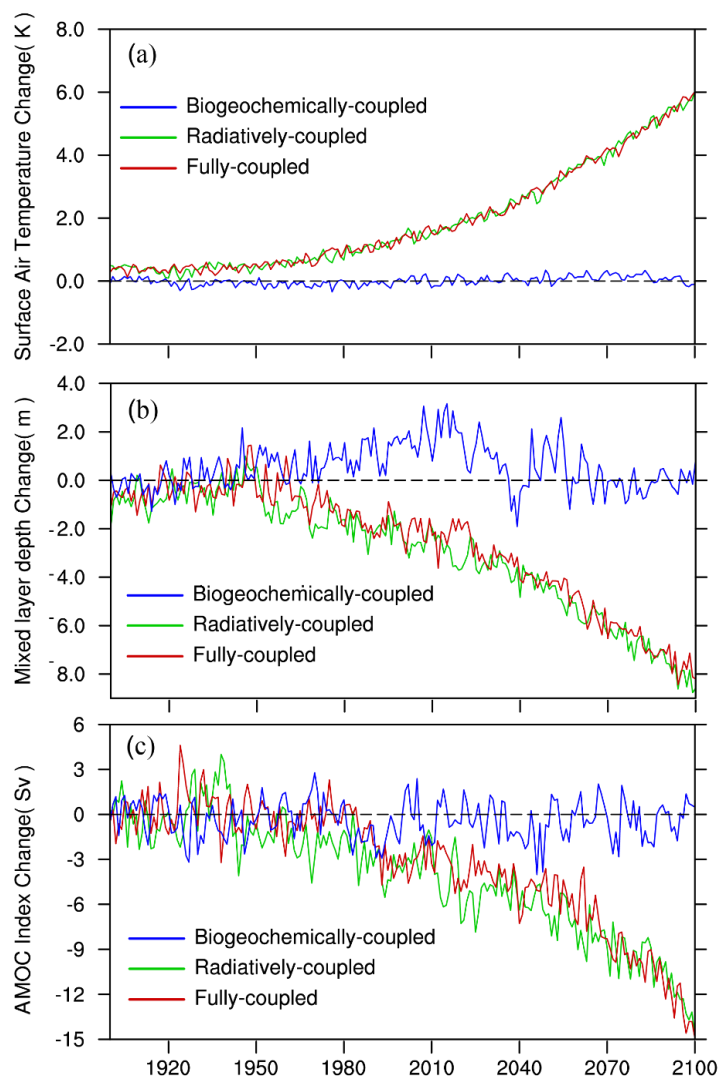 8.0
(a)
6.0
Biogeochemically-coupled
Radiatively-coupled
4.0
Fully-coupled
2.0
0.0
-2.0
Surface Air Temperature Change( K )
4.0
(b)
2.0
0.0
-2.0
-4.0
Biogeochemically-coupled
Radiatively-coupled
-6.0
Fully-coupled
-8.0
Mixed layer depth Change( m )
6
(c)
3
0
-3
-6
Biogeochemically-coupled
-9
Radiatively-coupled
Fully-coupled
-12
-15
AMOC Index Change( Sv )
1920 1950 1980 2010 2040 2070 2100